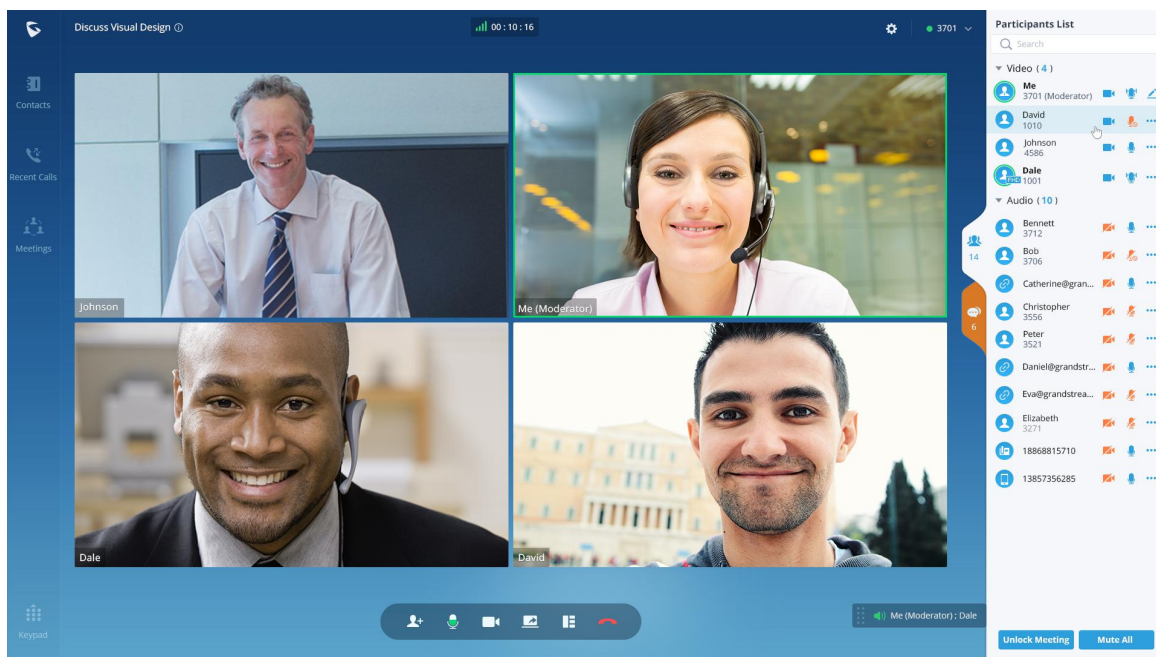 Discuss Visual Design
00:10:16
3701
Contacts
Recent Calls
Meetings
Keypad
Johnson
Me (Moderator)
Dale
David
Me (Moderator) ; Dale
14
6
Participants List
Search
Video ( 4 )
Me
3701 (Moderator)
David
1010
Johnson
4586
Dale
1001
Audio ( 10 )
Bennett
3712
Bob
3706
Catherine@gran...
Christopher
3556
Peter
3521
Daniel@grandstr...
Eva@grandstrea...
Elizabeth
3271
18868815710
13857356285
Unlock Meeting
Mute All